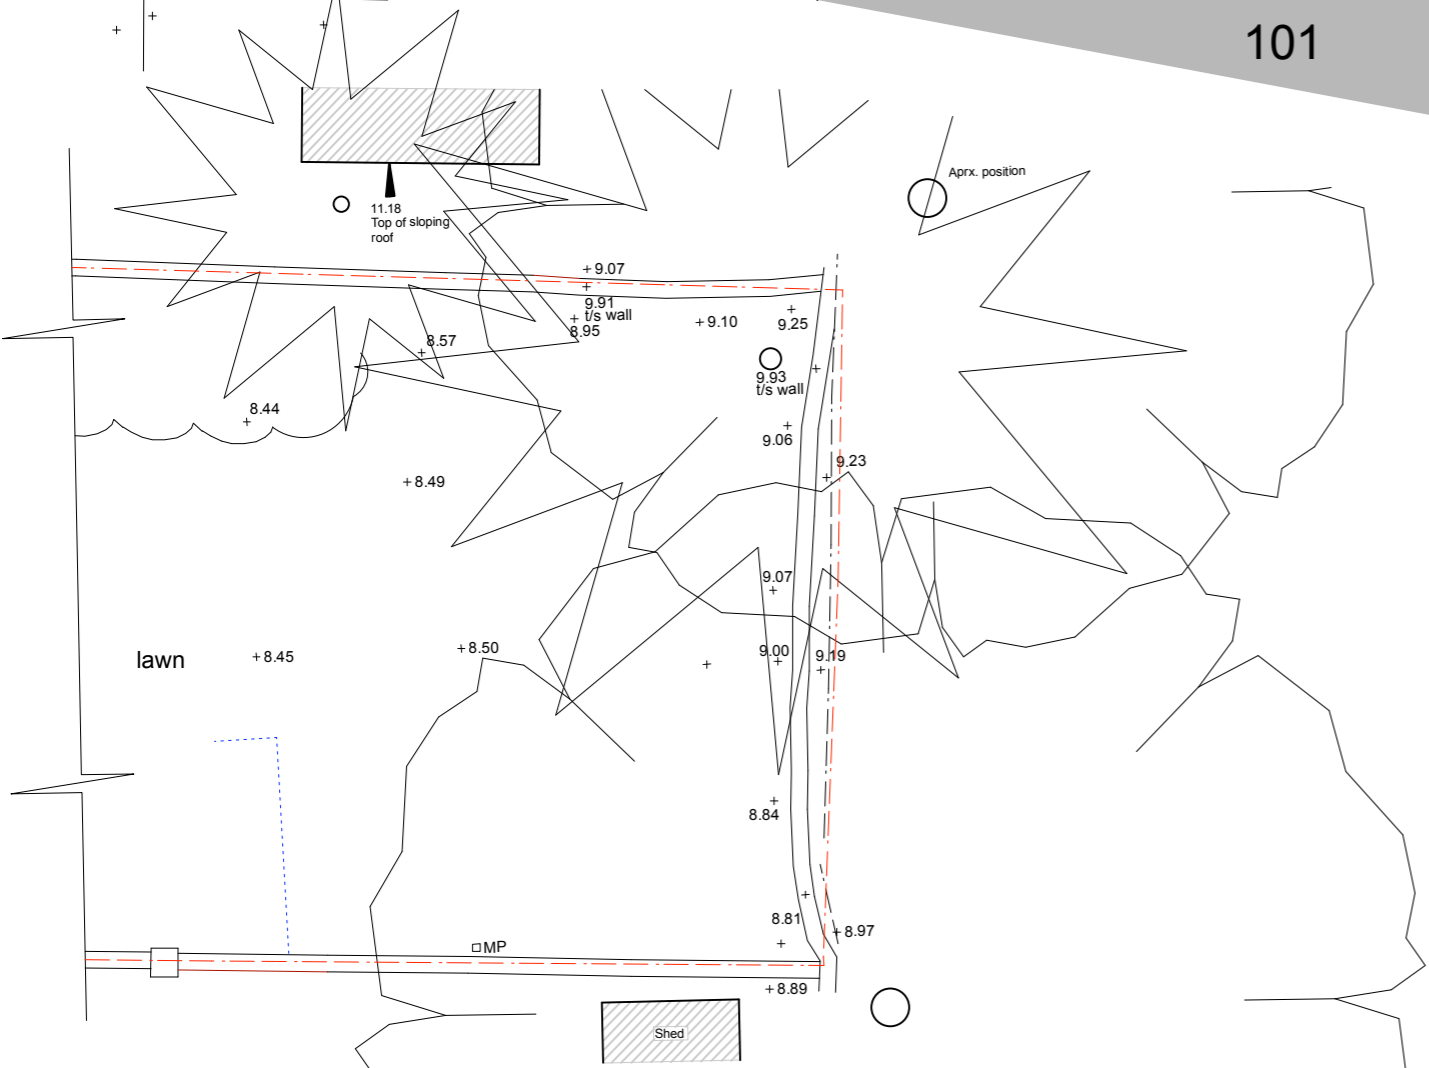 101
Aprx. position
11.18
Top of sloping
roof
9.07
9.91
t/s wall
8.95
9.10
9.25
8.57
9.93
t/s wall
8.44
9.06
9.23
8.49
9.07
lawn
8.45
8.50
9.00
9.19
8.84
8.81
8.97
MP
8.89
Shed